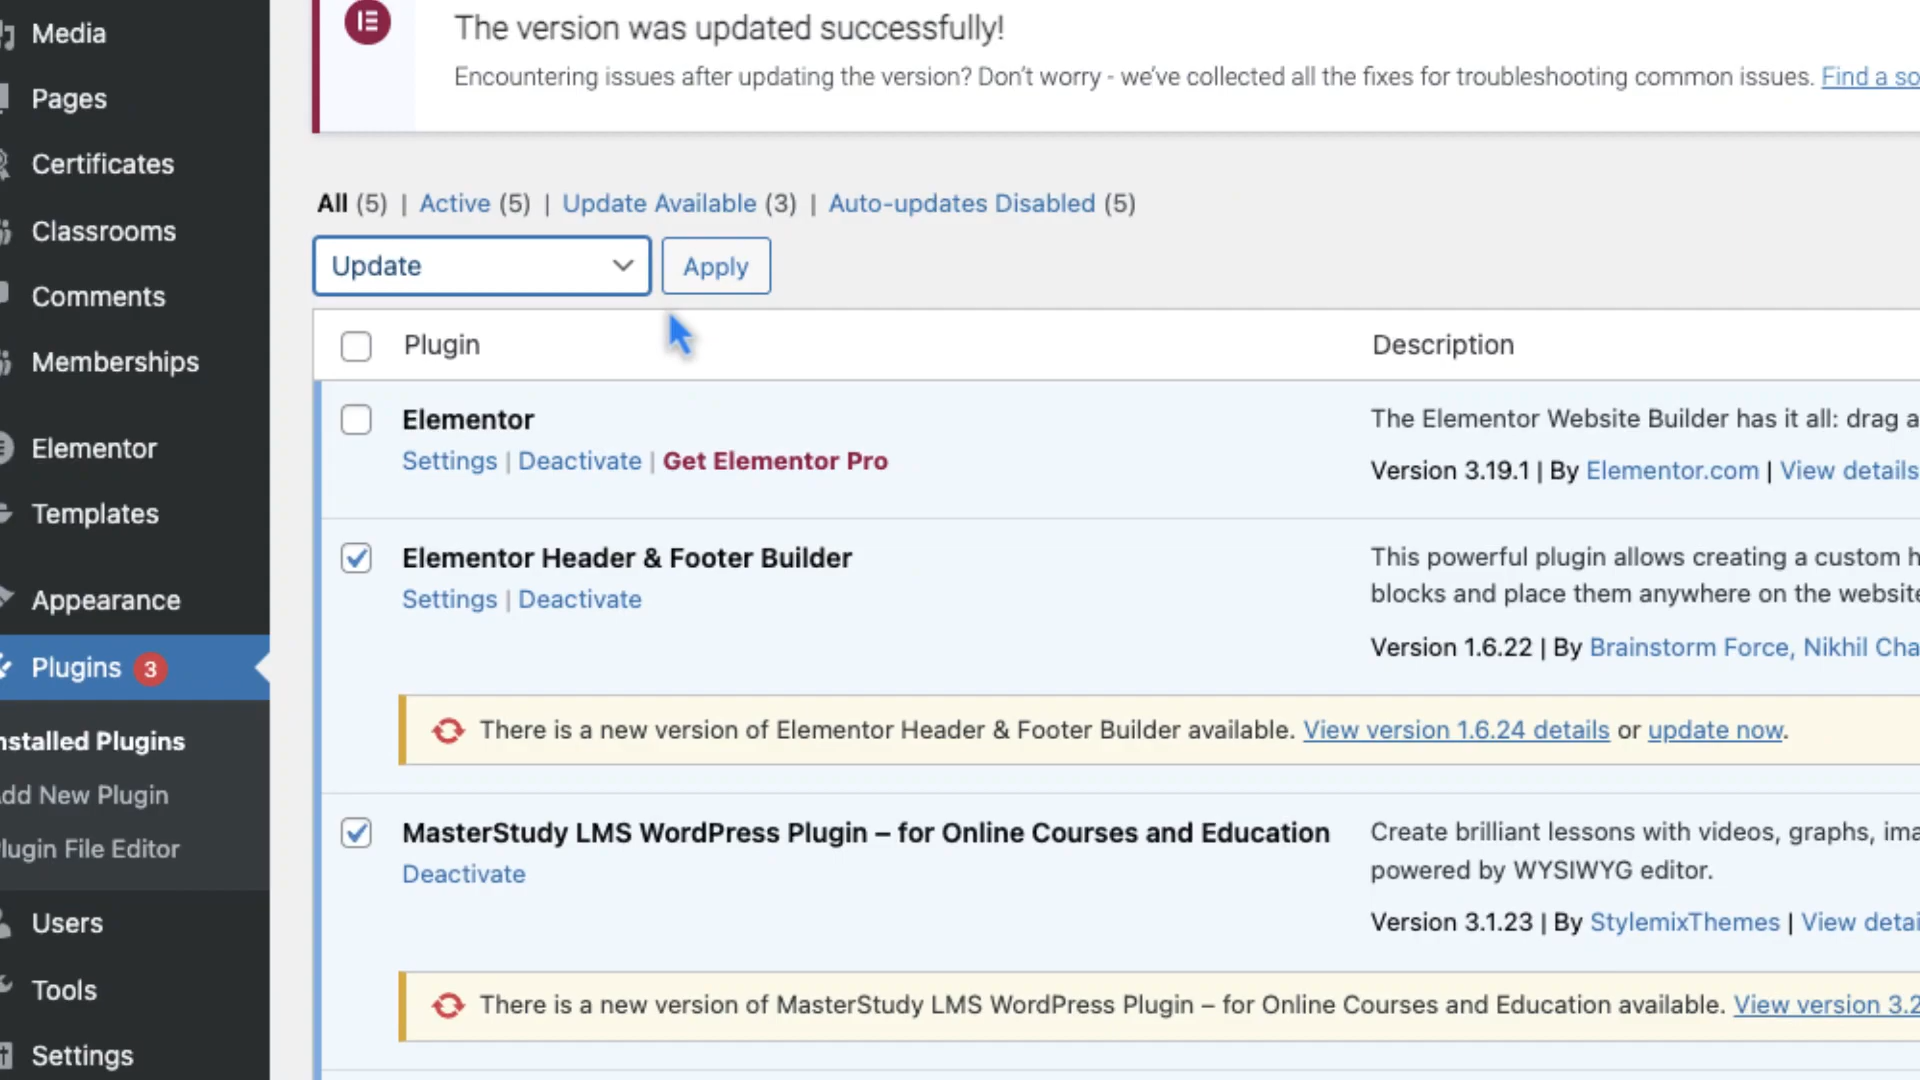 The version was updated successfully!
Encountering issues after updating the version? Don't worry - we've collected all the fixes for troubleshooting common issues. Find a so
Media
Pages
Certificates
Classrooms
Comments
Memberships
Elementor
Templates
Appearance
Plugins 3
nstalled Plugins
dd New Plugin
lugin File Editor
Users
Tools
Settings
All (5) | Active (5) | Update Available (3) | Auto-updates Disabled (5)
Update Apply
Plugin Description
Elementor
Settings | Deactivate | Get Elementor Pro
The Elementor Website Builder has it all: drag a
Version 3.19.1 | By Elementor.com | View details
Elementor Header & Footer Builder
Settings | Deactivate
This powerful plugin allows creating a custom h
blocks and place them anywhere on the website
Version 1.6.22 | By Brainstorm Force, Nikhil Cha
There is a new version of Elementor Header & Footer Builder available. View version 1.6.24 details or update now.
MasterStudy LMS WordPress Plugin – for Online Courses and Education
Deactivate
Create brilliant lessons with videos, graphs, ima
powered by WYSIWYG editor.
Version 3.1.23 | By StylemixThemes | View detai
There is a new version of MasterStudy LMS WordPress Plugin – for Online Courses and Education available. View version 3.2